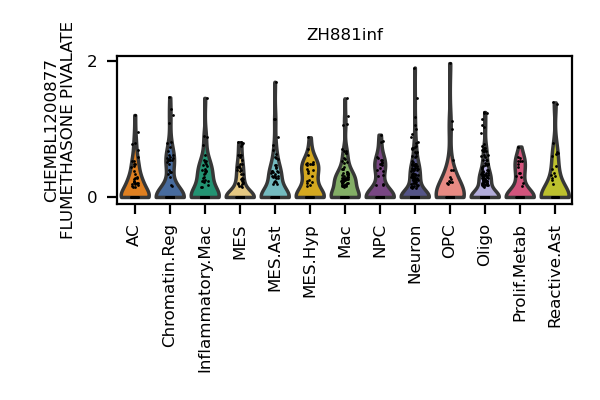 ZH881inf
CHEMBL1200877
FLUMETHASONE PIVALATE
2
0
AC
Chromatin.Reg
Inflammatory.Mac
MES
MES.Ast
MES.Hyp
Mac
NPC
Neuron
OPC
Oligo
Prolif.Metab
Reactive.Ast